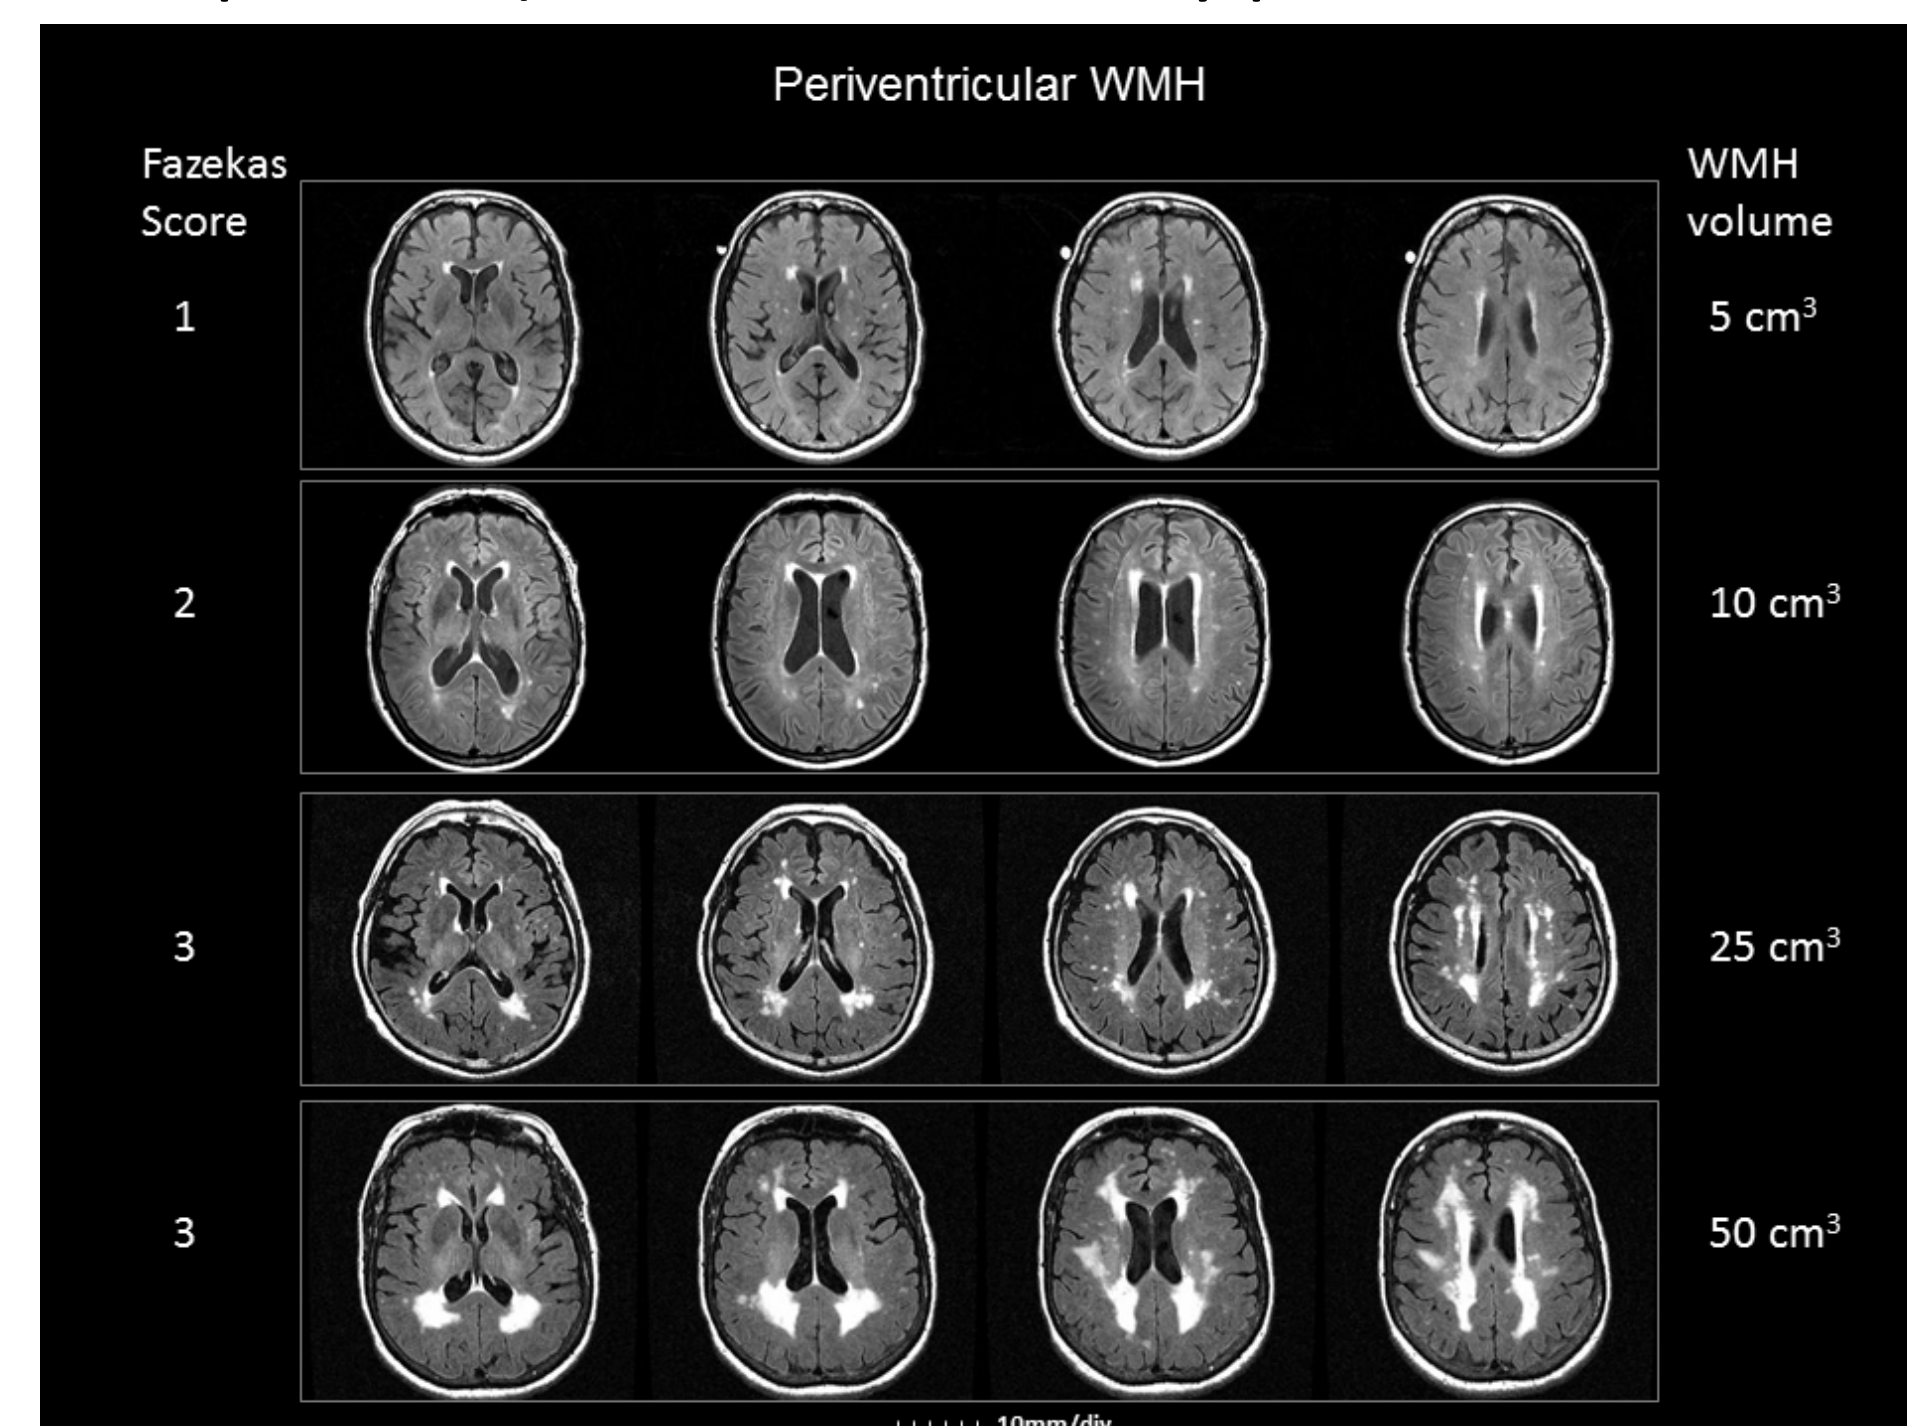 Periventricular WMH
Fazekas
Score
WMH
volume
1
5 cm³
2
10 cm³
3
25 cm³
3
50 cm³
10mm/div